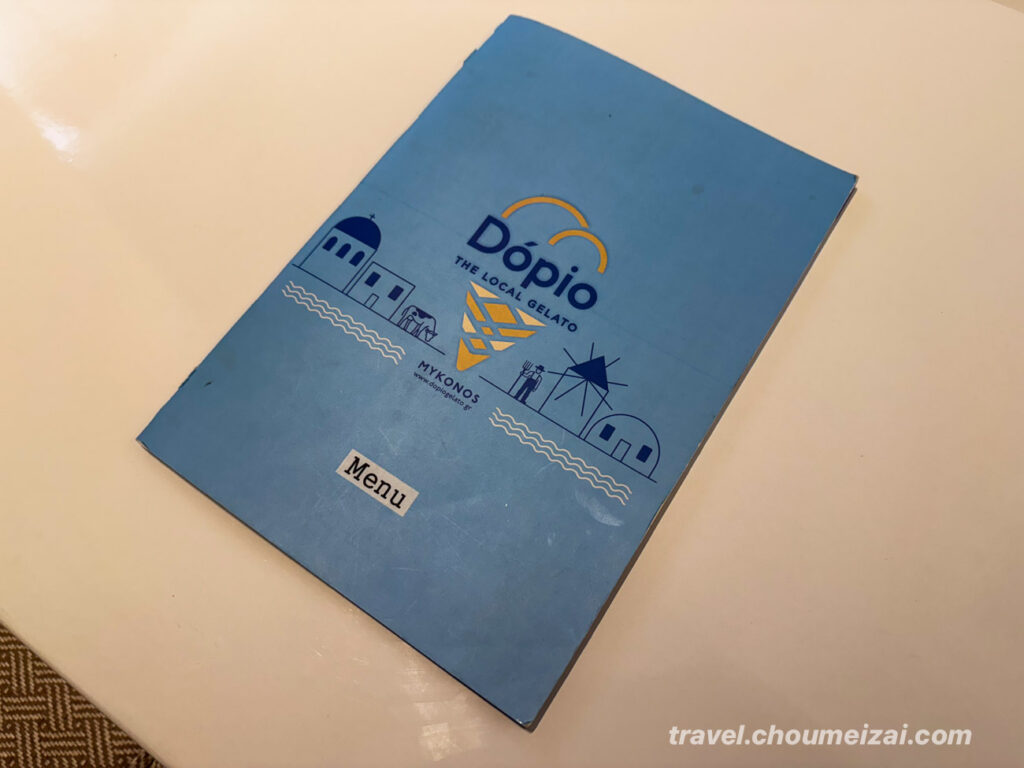 Dópio
THE LOCAL GELATO
MYKONOS
www.dopiogelato.gr
Menu
travel.choumeizai.com